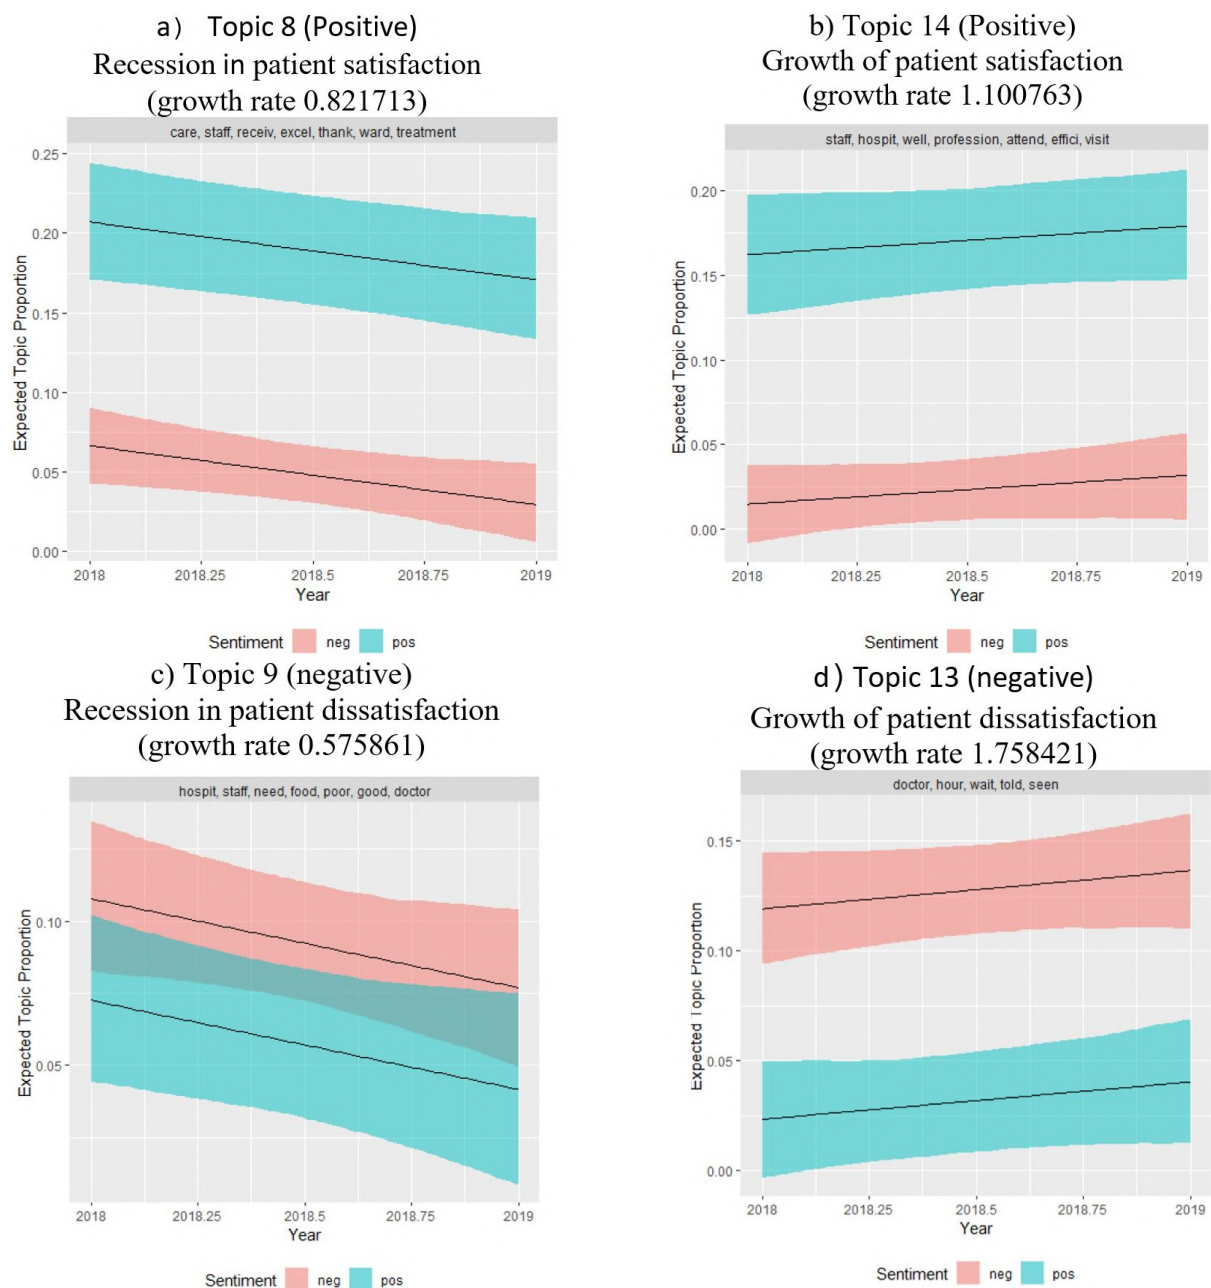 a) Topic 8 (Positive)
Recession in patient satisfaction
(growth rate 0.821713)
care, staff, receiv, excel, thank, ward, treatment
0.25
0.20
0.15
0.10
0.05
0.00
Expected Topic Proportion
2018 2018.25 2018.5 2018.75 2019
Year
Sentiment neg pos
b) Topic 14 (Positive)
Growth of patient satisfaction
(growth rate 1.100763)
staff, hospit, well, profession, attend, effici, visit
0.20
0.15
0.10
0.05
0.00
Expected Topic Proportion
2018 2018.25 2018.5 2018.75 2019
Year
Sentiment neg pos
c) Topic 9 (negative)
Recession in patient dissatisfaction
(growth rate 0.575861)
hospit, staff, need, food, poor, good, doctor
0.10
0.05
Expected Topic Proportion
2018 2018.25 2018.5 2018.75 2019
Year
Sentiment neg pos
d) Topic 13 (negative)
Growth of patient dissatisfaction
(growth rate 1.758421)
doctor, hour, wait, told, seen
0.15
0.10
0.05
0.00
Expected Topic Proportion
2018 2018.25 2018.5 2018.75 2019
Year
Sentiment neg pos